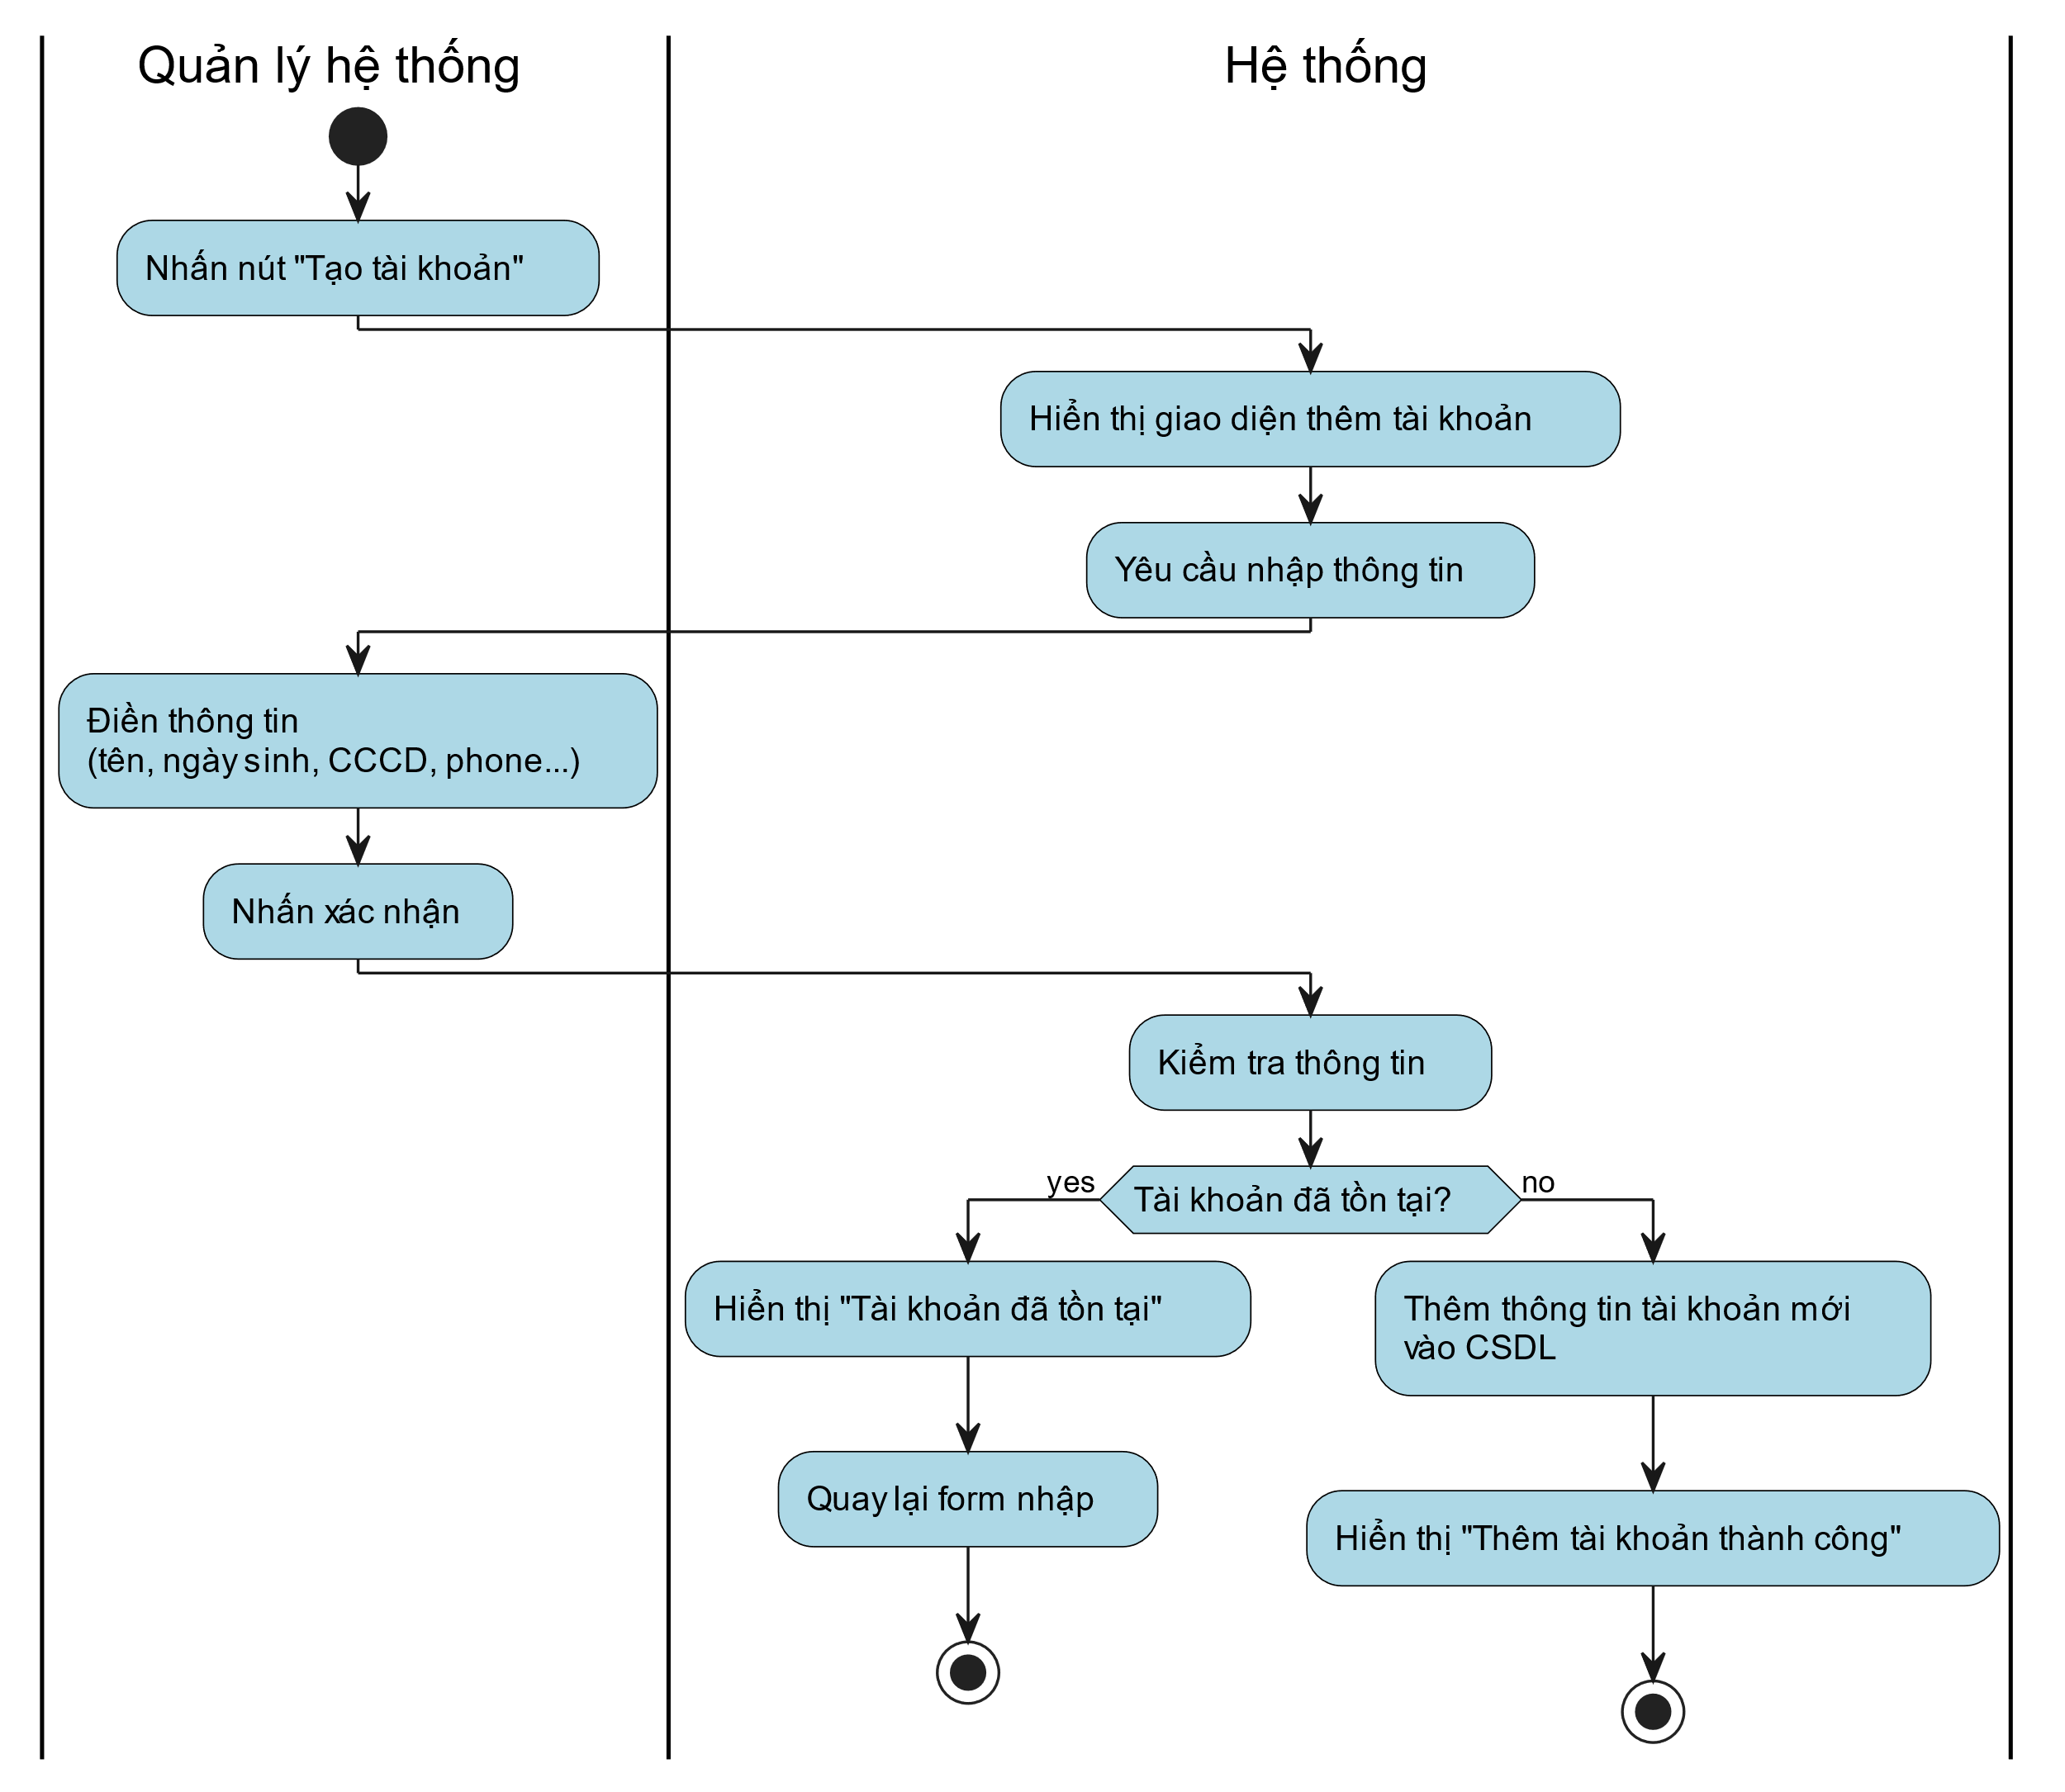 Quản lý hệ thống
Hệ thống
Nhấn nút "Tạo tài khoản"
Hiển thị giao diện thêm tài khoản
Yêu cầu nhập thông tin
Điền thông tin
(tên, ngày sinh, CCCD, phone...)
Nhấn xác nhận
Kiểm tra thông tin
yes
Tài khoản đã tồn tại?
no
Hiển thị "Tài khoản đã tồn tại"
Thêm thông tin tài khoản mới
vào CSDL
Quay lại form nhập
Hiển thị "Thêm tài khoản thành công"